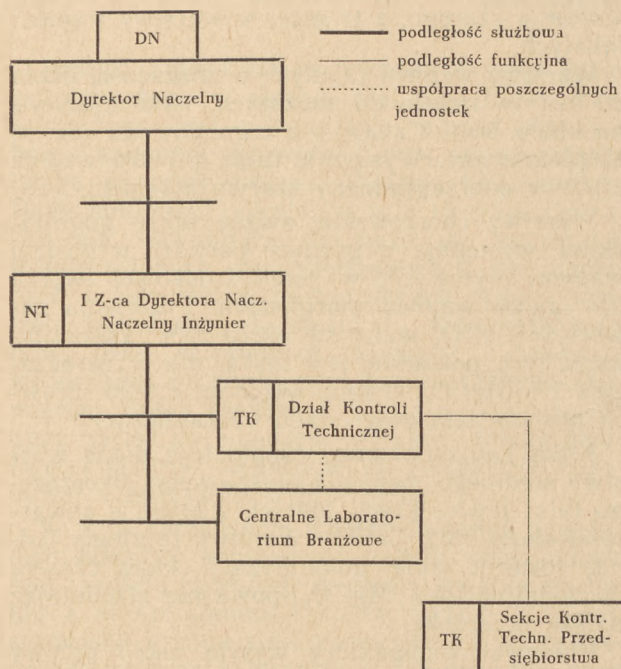 DN
Dyrektor Naczelny
podległość służbowa
podległość funkcyjna
współpraca poszczególnych
jednostek
NT
I Z-ca Dyrektora Nacz.
Naczelny Inżynier
TK
Dział Kontroli
Technicznej
Centralne Laborato-
rium Branżowe
TK
Sekcje Kontr.
Techn. Przed-
siębiorstwa